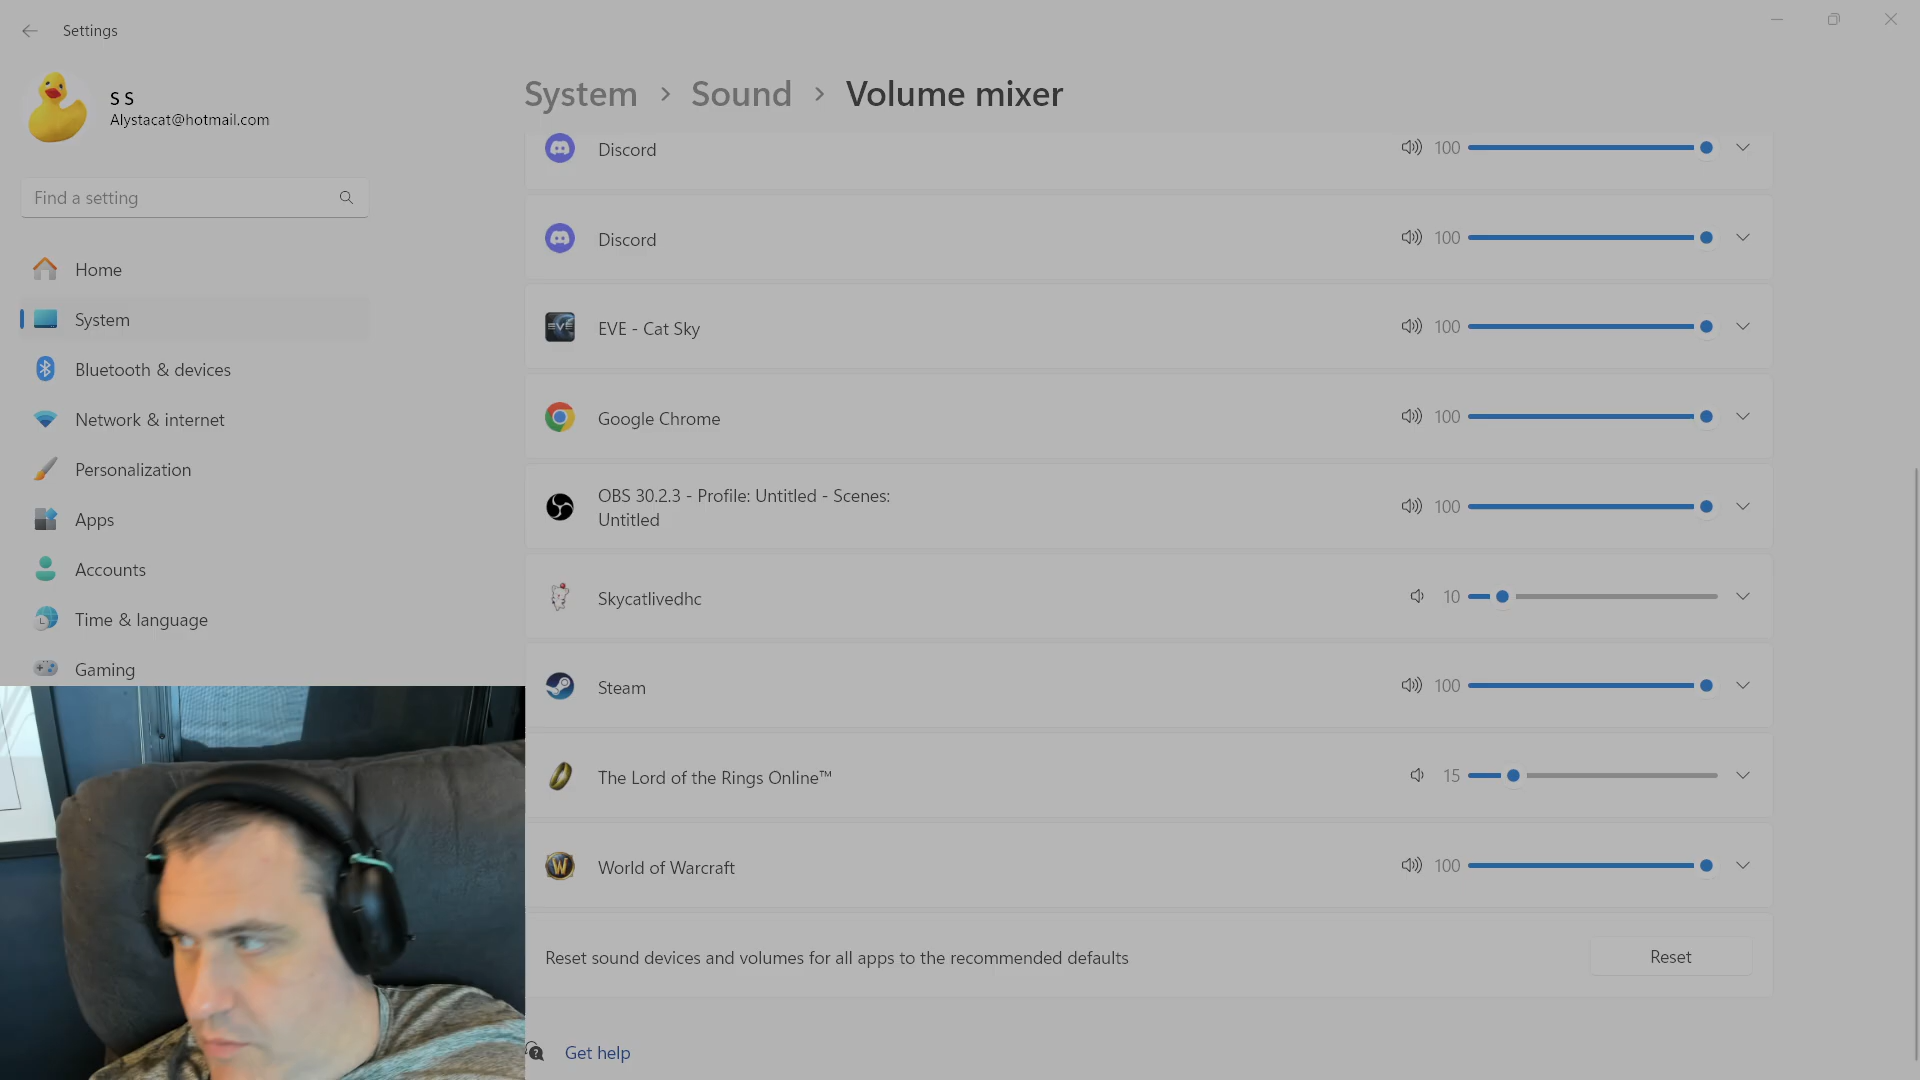 Settings
S S
Alystacat@hotmail.com
Find a setting
Home
System
Bluetooth & devices
Network & internet
Personalization
Apps
Accounts
Time & language
Gaming
System > Sound > Volume mixer
Discord 100
Discord 100
EVE - Cat Sky 100
Google Chrome 100
OBS 30.2.3 - Profile: Untitled - Scenes:
Untitled 100
Skycatlivedhc 10
Steam 100
The Lord of the Rings Online™ 15
World of Warcraft 100
Reset sound devices and volumes for all apps to the recommended defaults Reset
Get help